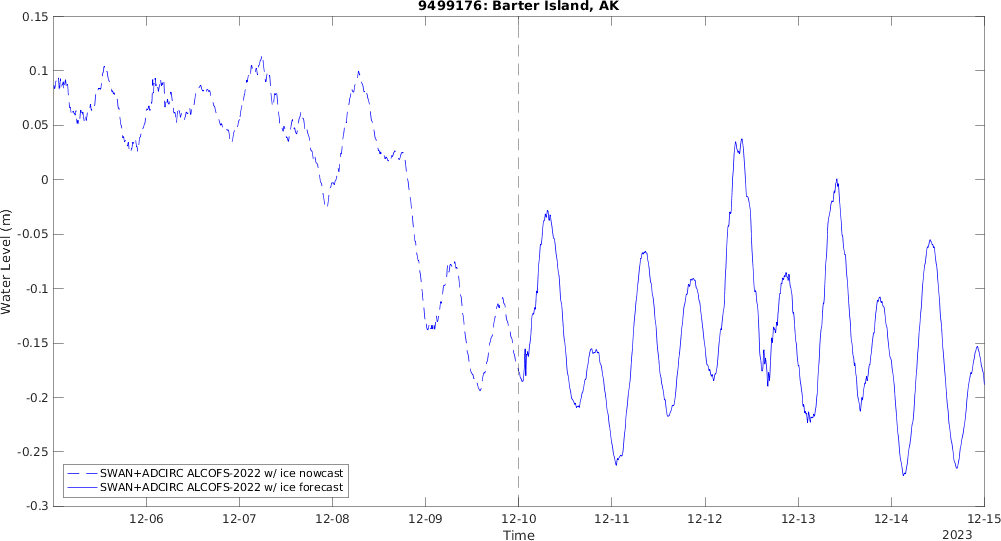 9499176: Barter Island, AK
0.15
0.1
0.05
0
-0.05
-0.1
-0.15
-0.2
-0.25
-0.3
Water Level (m)
SWAN+ADCIRC ALCOFS-2022 w/ ice nowcast
SWAN+ADCIRC ALCOFS-2022 w/ ice forecast
12-06 12-07 12-08 12-09 12-10 12-11 12-12 12-13 12-14 12-15
Time
2023